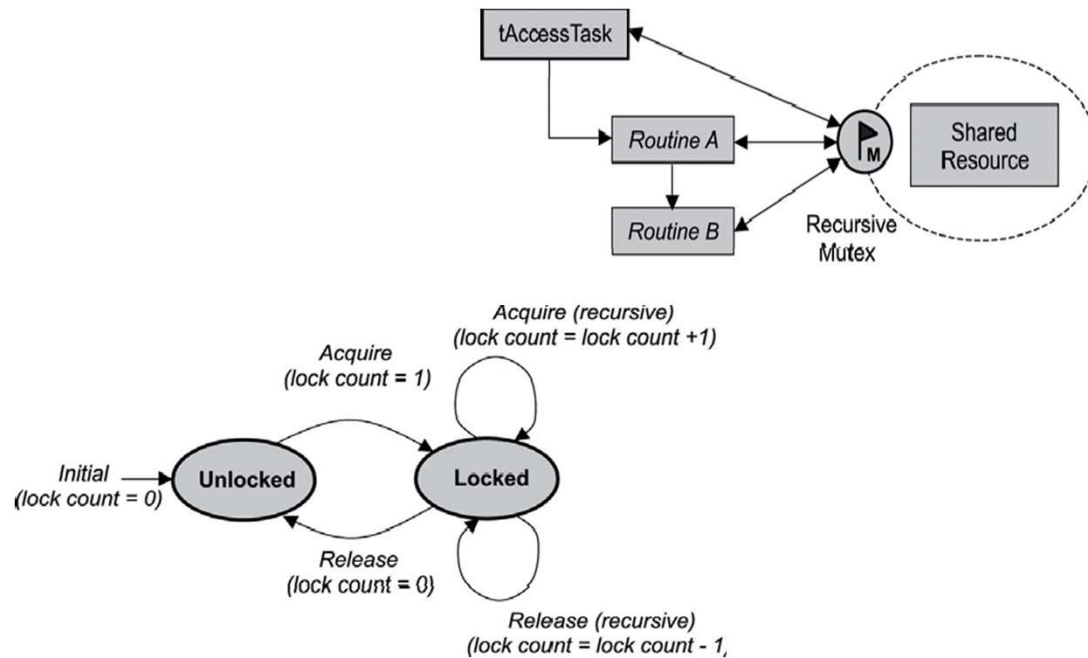 tAccessTask
Routine A
Routine B
M
Shared
Resource
Recursive
Mutex
Acquire (recursive)
(lock count = lock count +1)
Acquire
(lock count = 1)
Initial
(lock count = 0)
Unlocked
Locked
Release
(lock count = 0)
Release (recursive)
(lock count = lock count - 1,